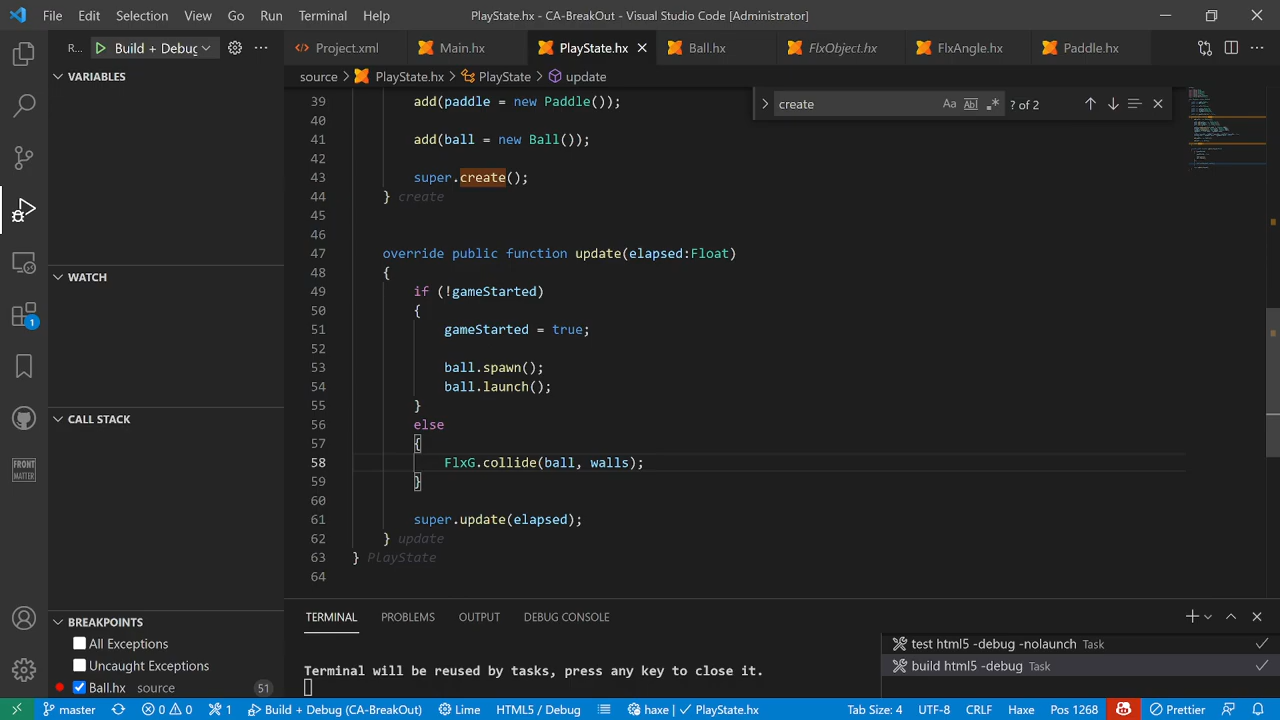 File Edit Selection View Go Run Terminal Help
PlayState.hx - CA-BreakOut - Visual Studio Code [Administrator]
R... Build + Debug
Project.xml Main.hx PlayState.hx Ball.hx FlxObject.hx FlxAngle.hx Paddle.hx
VARIABLES
source PlayState.hx PlayState update
create Aa Abl .* ? of 2
39 add(paddle = new Paddle());
40
41 add(ball = new Ball());
42
43 super.create();
44 } create
45
46
47 override public function update(elapsed:Float)
48 {
49 if (!gameStarted)
50 {
51 gameStarted = true;
52
53 ball.spawn();
54 ball.launch();
55 }
56 else
57 {
58 FlxG.collide(ball, walls);
59 }
60
61 super.update(elapsed);
62 } update
63 } PlayState
64
WATCH
1
CALL STACK
FRAME
MATTER
BREAKPOINTS
All Exceptions
Uncaught Exceptions
Ball.hx source 51
TERMINAL PROBLEMS OUTPUT DEBUG CONSOLE
Terminal will be reused by tasks, press any key to close it.
test html5 -debug -nolaunch Task
build html5 -debug Task
master 0 0 1 Build + Debug (CA-BreakOut) Lime HTML5 / Debug haxe PlayState.hx Tab Size: 4 UTF-8 CRLF Haxe Pos 1268 Prettier